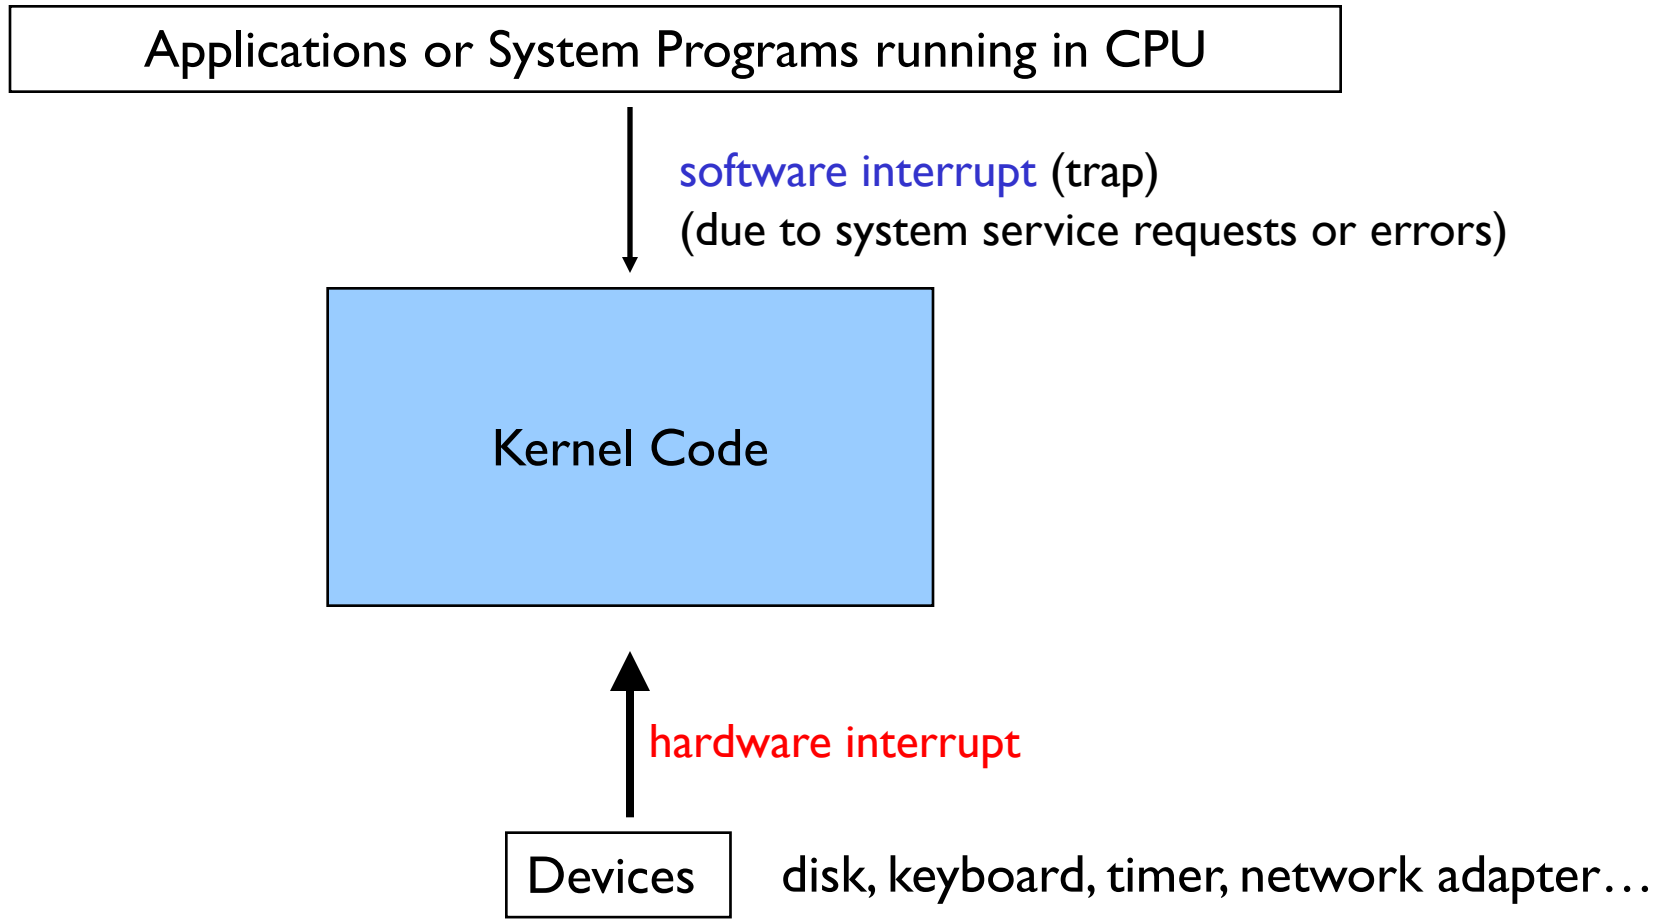 Applications or System Programs running in CPU
software interrupt (trap)
(due to system service requests or errors)
Kernel Code
hardware interrupt
Devices
disk, keyboard, timer, network adapter…